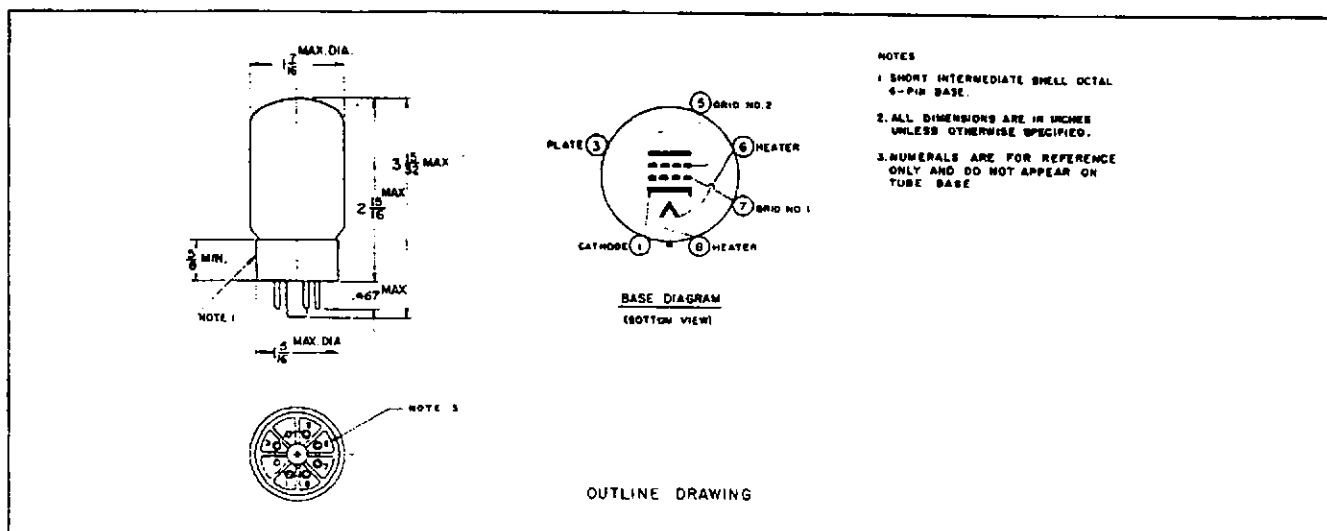 1 7/16 MAX. DIA.
3 15/32 MAX
2 15/16 MAX
5/8 MIN.
.467 MAX
NOTE 1
1 5/16 MAX. DIA
NOTE 3
5 GRID NO. 2
PLATE 3
6 HEATER
7 GRID NO 1
CATHODE 1
8 HEATER
BASE DIAGRAM
(BOTTOM VIEW)
NOTES
1 SHORT INTERMEDIATE SHELL OCTAL
6-PIN BASE.
2. ALL DIMENSIONS ARE IN INCHES
UNLESS OTHERWISE SPECIFIED.
3. NUMERALS ARE FOR REFERENCE
ONLY AND DO NOT APPEAR ON
TUBE BASE
OUTLINE DRAWING